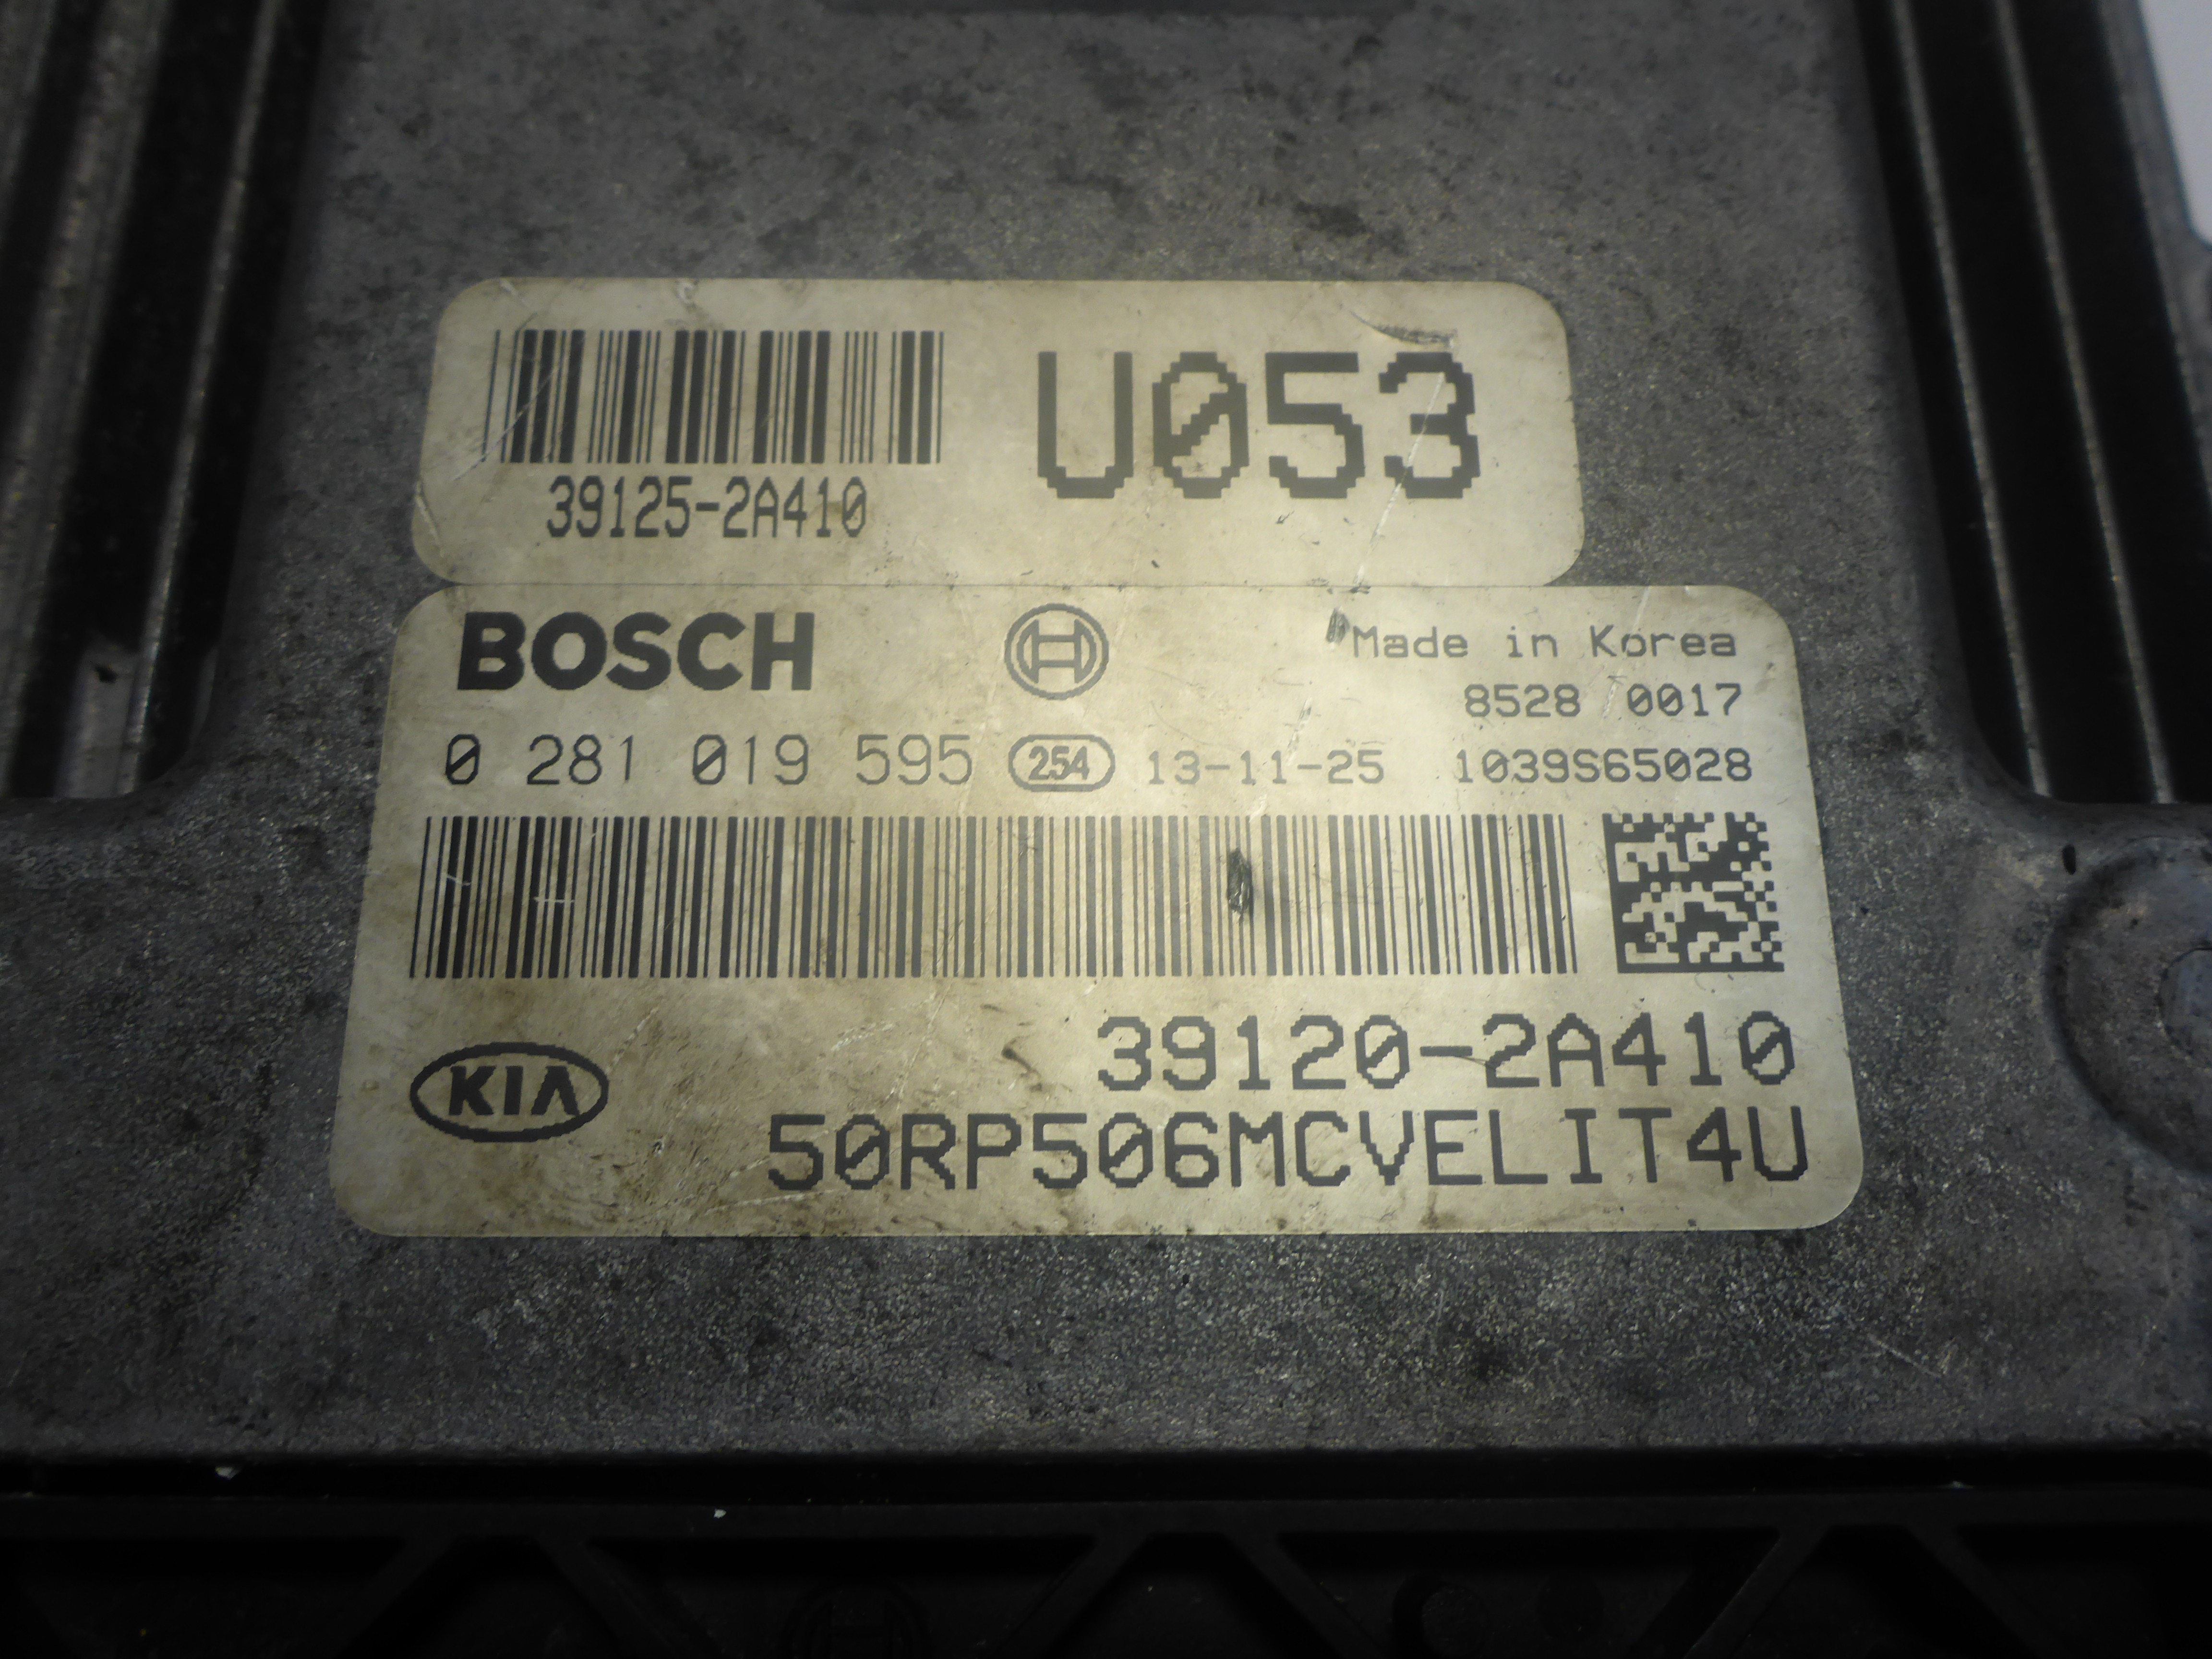 U053
39125-2A410
BOSCH Made in Korea
8528 0017
0 281 019 595 254 13-11-25 1039S65028
39120-2A410
KIA
50RP506MCVELIT4U